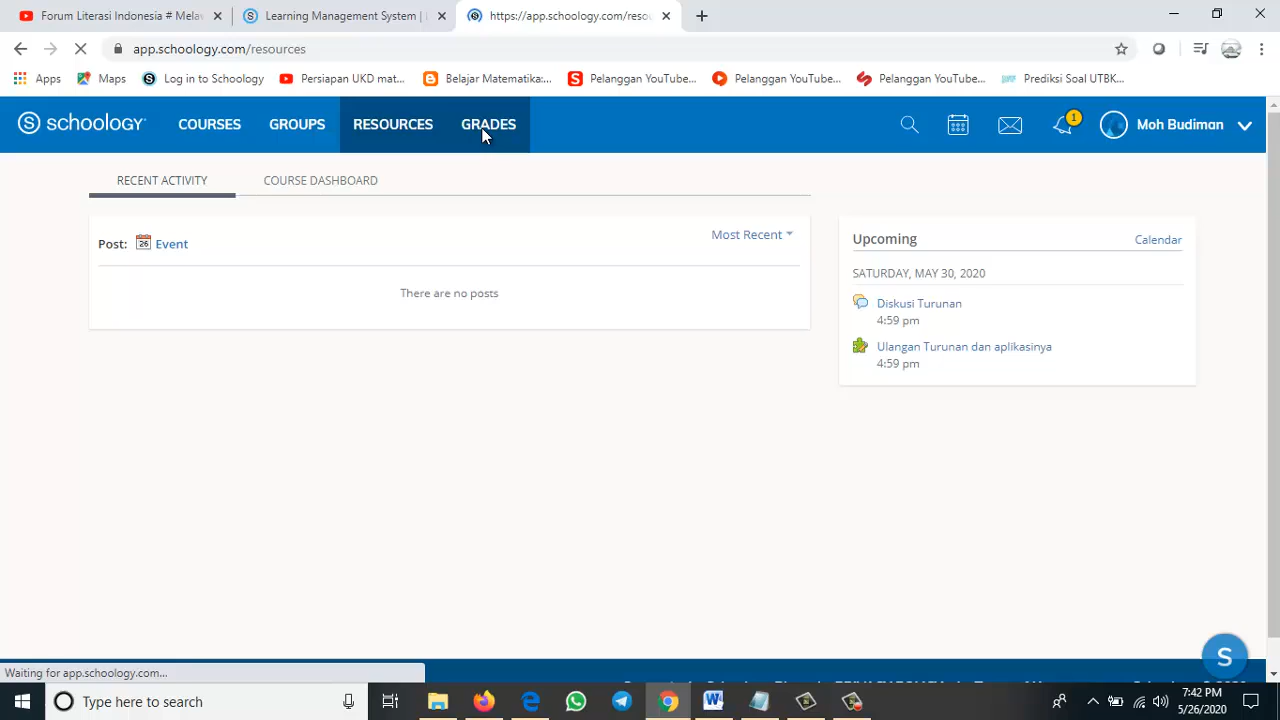 Forum Literasi Indonesia # Mela
Learning Management System |
https://app.schoology.com/reso
app.schoology.com/resources
Apps
Maps
Log in to Schoology
Persiapan UKD mat...
Belajar Matematika:...
Pelanggan YouTube...
Pelanggan YouTube...
Pelanggan YouTube...
Prediksi Soal UTBK...
S schoology
COURSES
GROUPS
RESOURCES
GRADES
1
Moh Budiman
RECENT ACTIVITY
COURSE DASHBOARD
Post:
26
Event
Most Recent
There are no posts
Upcoming
Calendar
SATURDAY, MAY 30, 2020
Diskusi Turunan
4:59 pm
Ulangan Turunan dan aplikasinya
4:59 pm
S
Waiting for app.schoology.com...
Type here to search
7:42 PM
5/26/2020